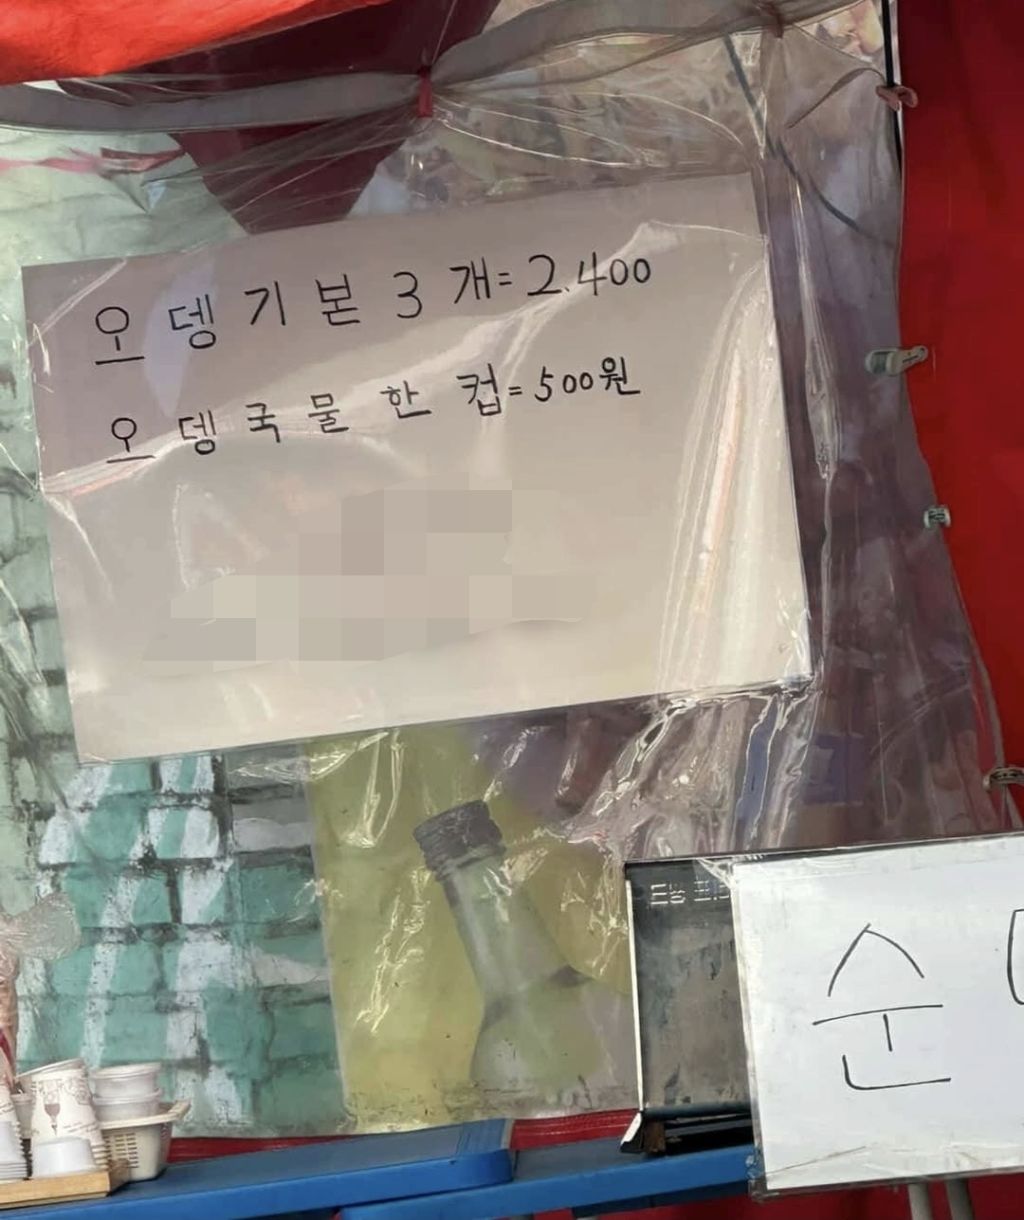 오뎅기본 3개=2.400
오뎅국물 한 컵=500원
순